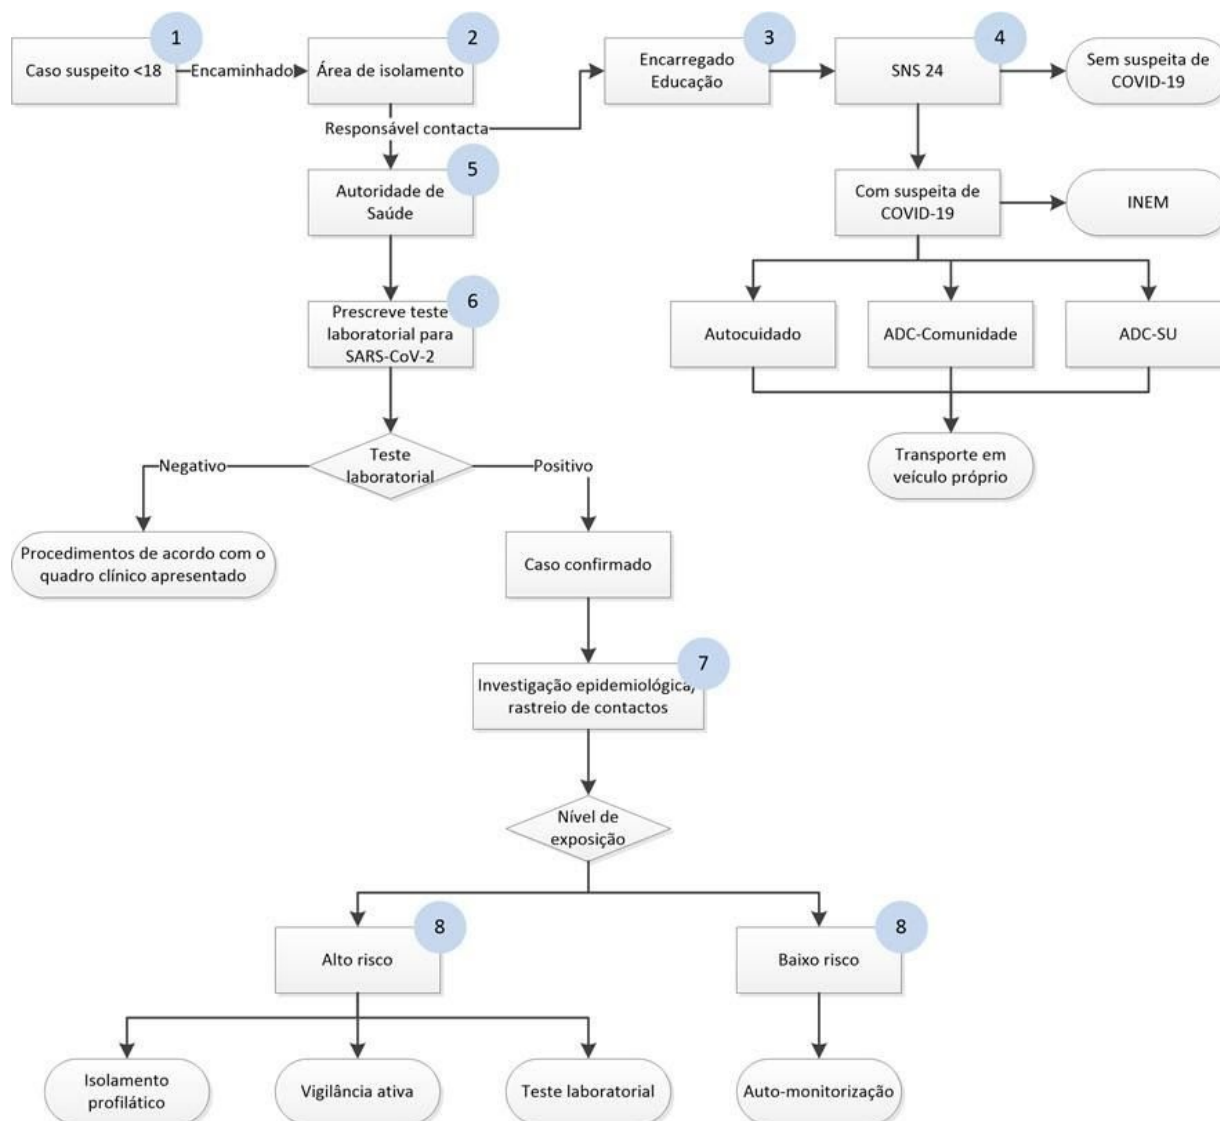 1
Caso suspeito <18
Encaminhado
2
Área de isolamento
3
Encarregado
Educação
4
SNS 24
Sem suspeita de
COVID-19
Responsável contacta
5
Autoridade de
Saúde
Com suspeita de
COVID-19
INEM
6
Prescreve teste
laboratorial para
SARS-CoV-2
Autocuidado
ADC-Comunidade
ADC-SU
Transporte em
veículo próprio
Teste
laboratorial
Negativo
Positivo
Procedimentos de acordo com o
quadro clínico apresentado
Caso confirmado
7
Investigação epidemiológica/
rastreio de contactos
Nível de
exposição
8
Alto risco
8
Baixo risco
Isolamento
profilático
Vigilância ativa
Teste laboratorial
Auto-monitorização